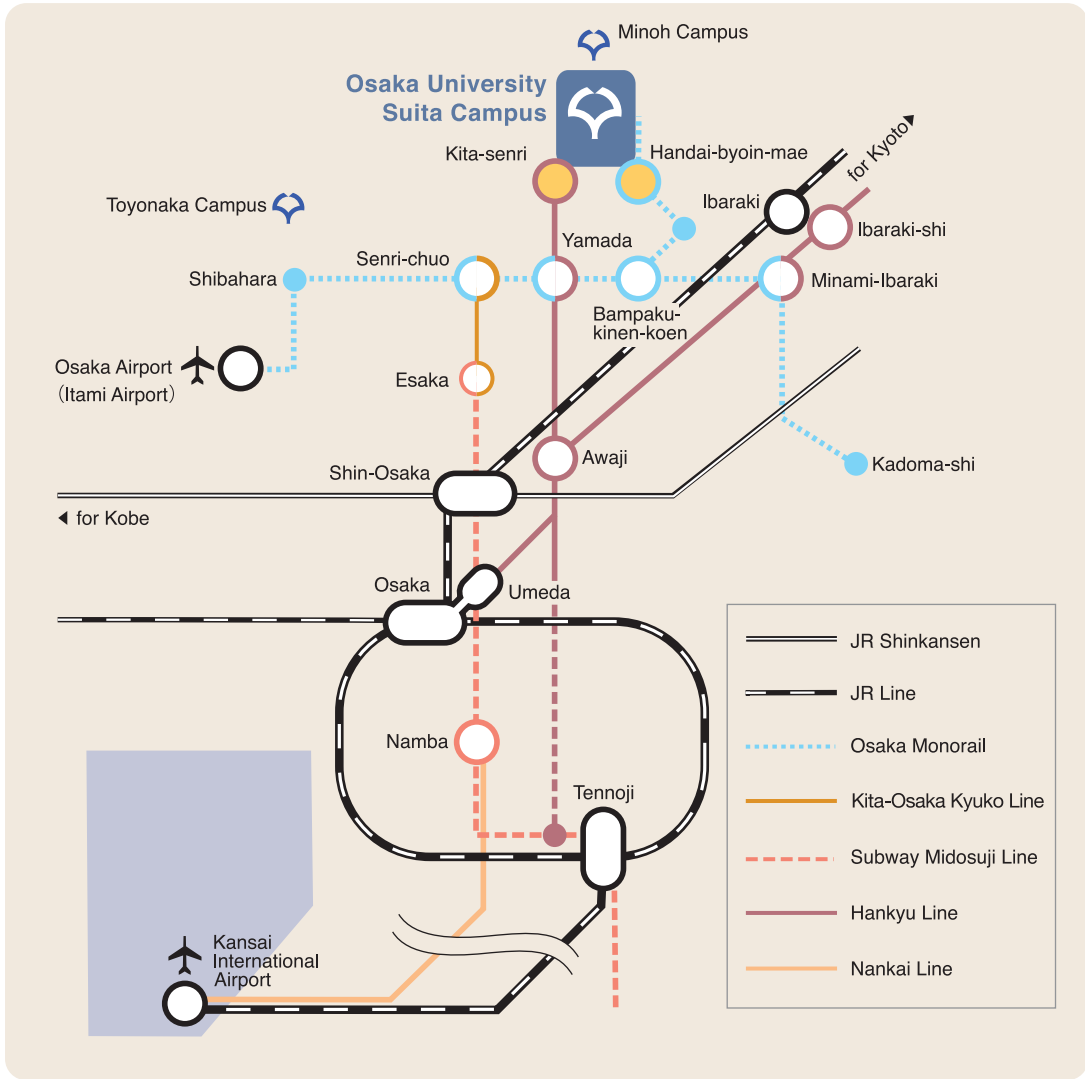 Minoh Campus
Osaka University
Suita Campus
Kita-senri
Handai-byoin-mae
for Kyoto
Ibaraki
Toyonaka Campus
Ibaraki-shi
Yamada
Senri-chuo
Shibahara
Minami-Ibaraki
Bampaku-
kinen-koen
Osaka Airport
(Itami Airport)
Esaka
Awaji
Kadoma-shi
Shin-Osaka
for Kobe
Osaka
Umeda
JR Shinkansen
JR Line
Osaka Monorail
Kita-Osaka Kyuko Line
Subway Midosuji Line
Hankyu Line
Nankai Line
Namba
Tennoji
Kansai
International
Airport